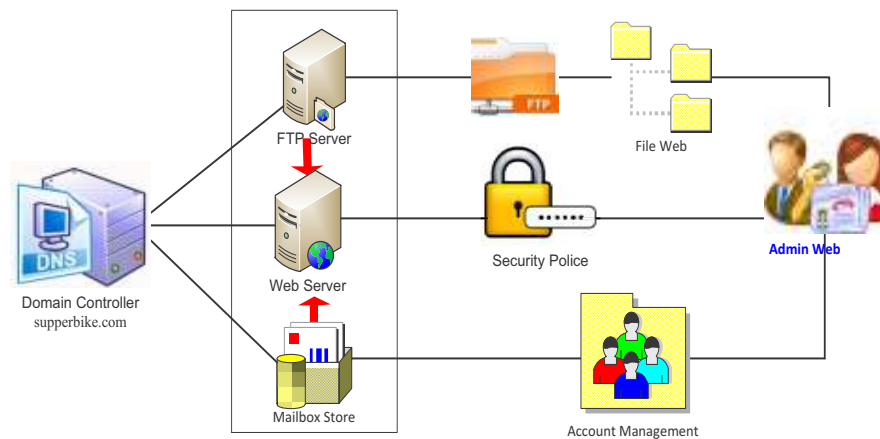 FTP Server
FTP
File Web
DNS
Domain Controller
supperbike.com
Web Server
Security Police
Admin Web
Mailbox Store
Account Management